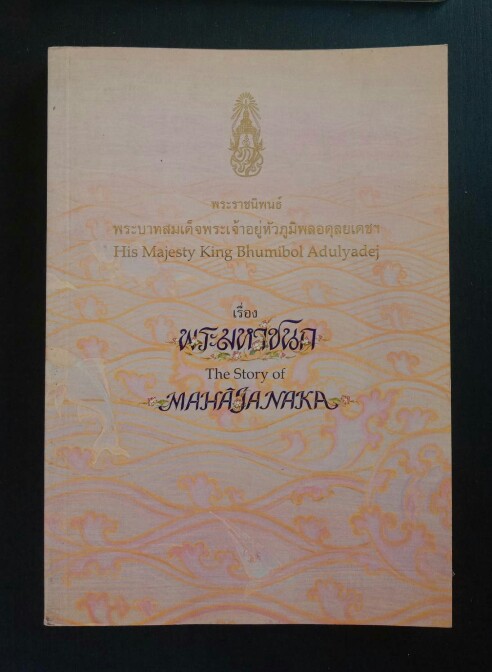 พระราชนิพนธ์
พระบาทสมเด็จพระเจ้าอยู่หัวภูมิพลอดุลยเดชฯ
His Majesty King Bhumibol Adulyadej
เรื่อง
พระมหาชนก
The Story of
MAHĀJANAKA